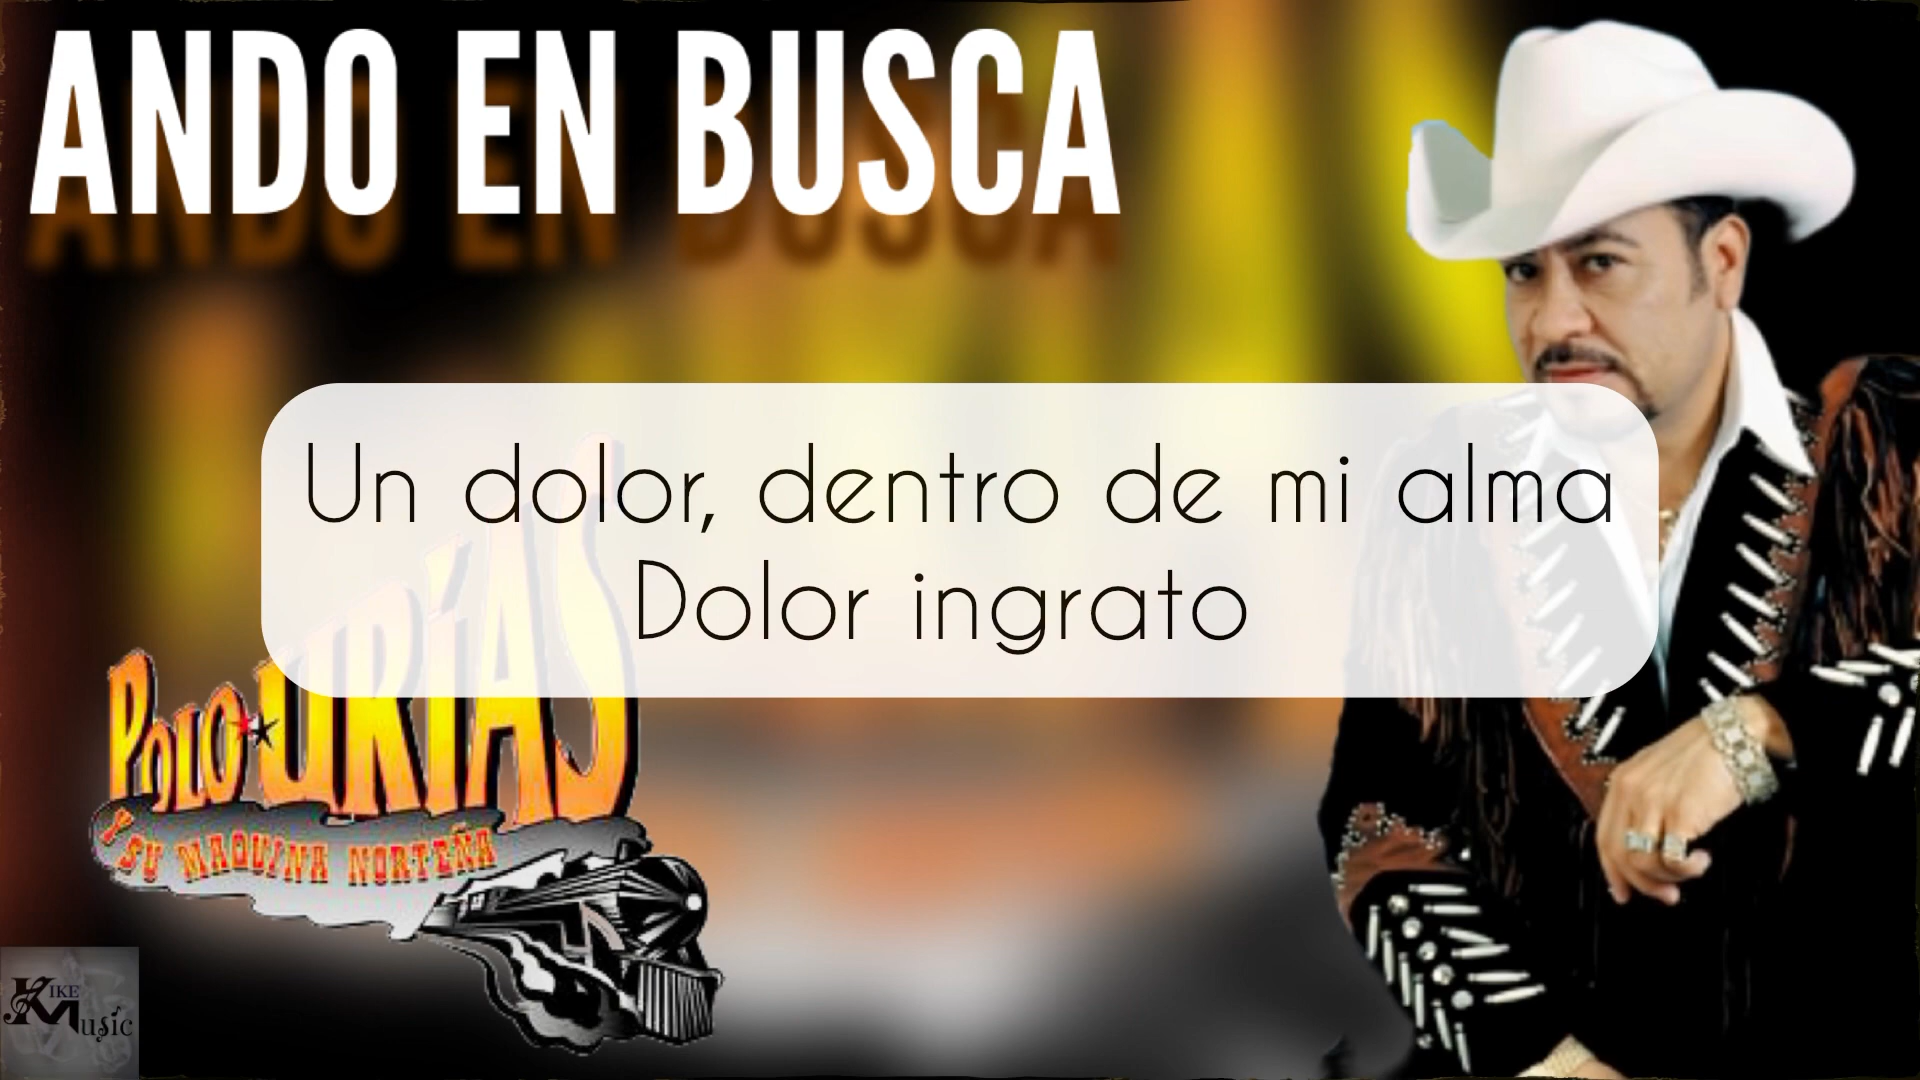 ANDO EN BUSCA
Un dolor, dentro de mi alma
Dolor ingrato
POLO URÍAS
Y SU MAQUINA NORTEÑA
KIKE
Music